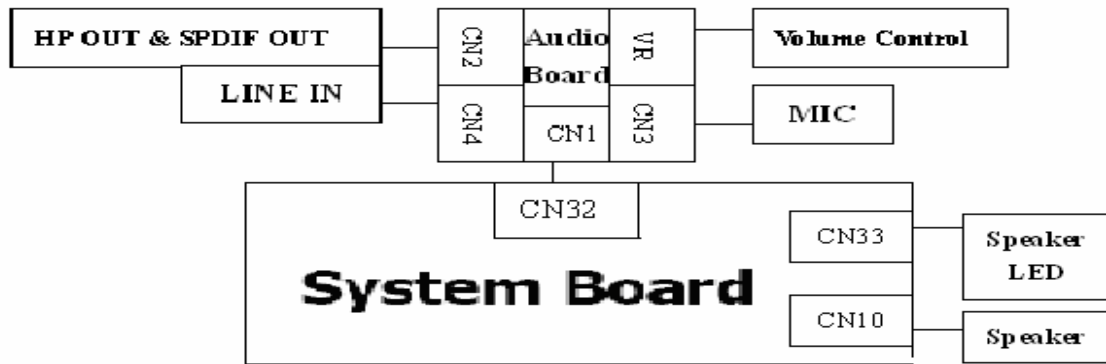 HP OUT & SPDIF OUT
LINE IN
CN2
CN4
Audio
Board
CN1
VR
CN3
Volume Control
MIC
CN32
System Board
CN33
CN10
Speaker
LED
Speaker